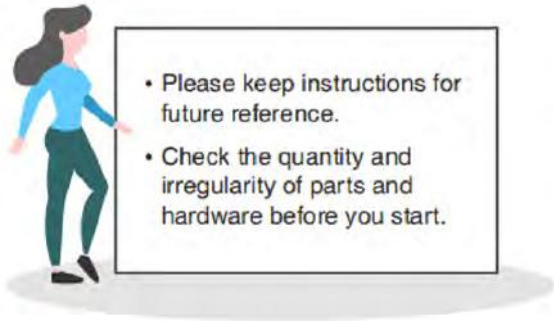 • Please keep instructions for
future reference.
• Check the quantity and
irregularity of parts and
hardware before you start.